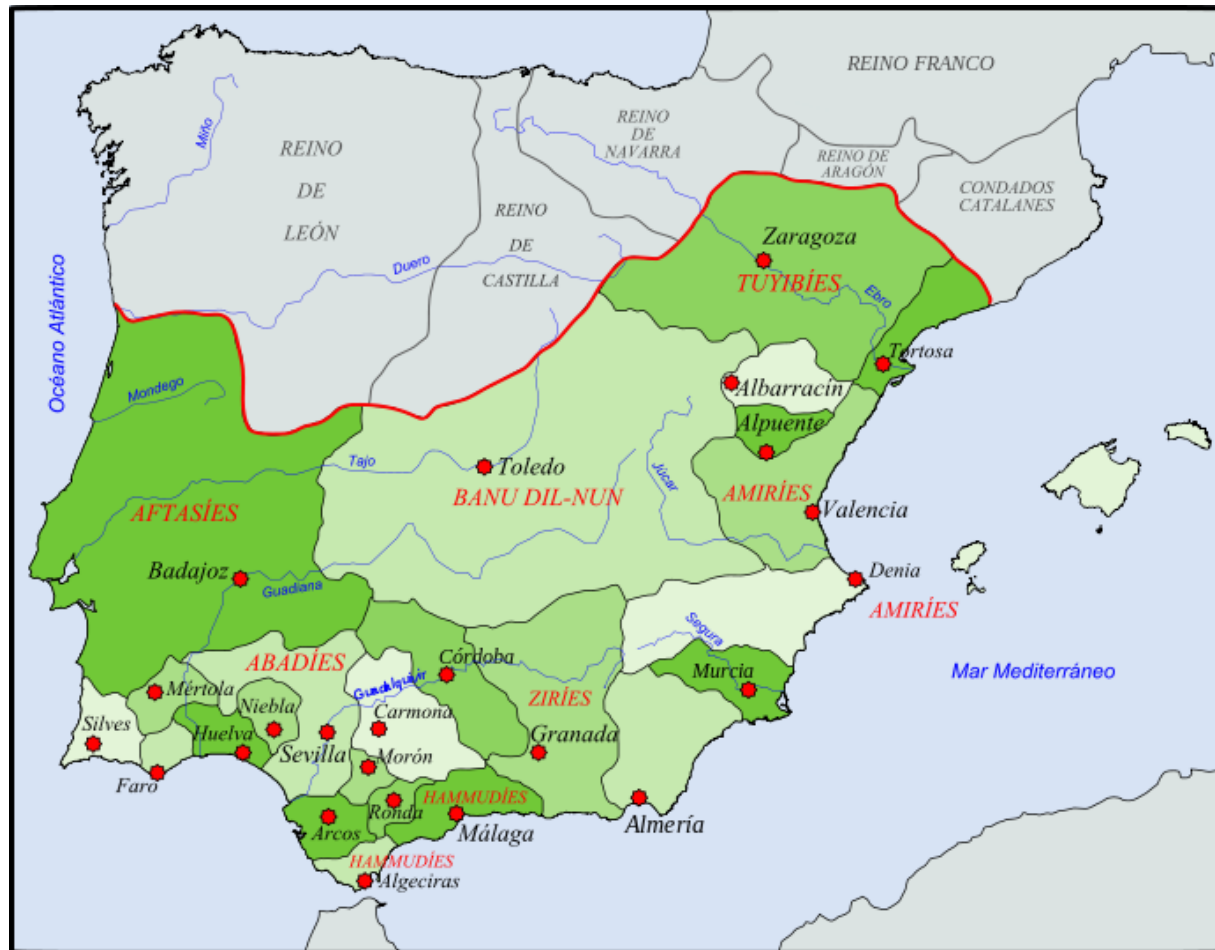 REINO FRANCO
REINO
DE
NAVARRA
REINO DE
ARAGÓN
CONDADOS
CATALANES
Miño
REINO
DE
LEÓN
REINO
DE
CASTILLA
Duero
Océano Atlántico
Zaragoza
TUYIBÍES
Ebro
Tortosa
Mondego
Albarracín
Alpuente
Tajo
Toledo
BANU DIL-NUN
Júcar
AMIRÍES
Valencia
AFTASÍES
Badajoz
Guadiana
Denia
AMIRÍES
Segura
ABADÍES
Córdoba
Guadalquivir
Murcia
Mar Mediterráneo
Mértola
ZIRÍES
Niebla
Carmona
Silves
Huelva
Sevilla
Granada
Morón
Faro
HAMMUDÍES
Ronda
Arcos
Málaga
Almería
HAMMUDÍES
Algeciras